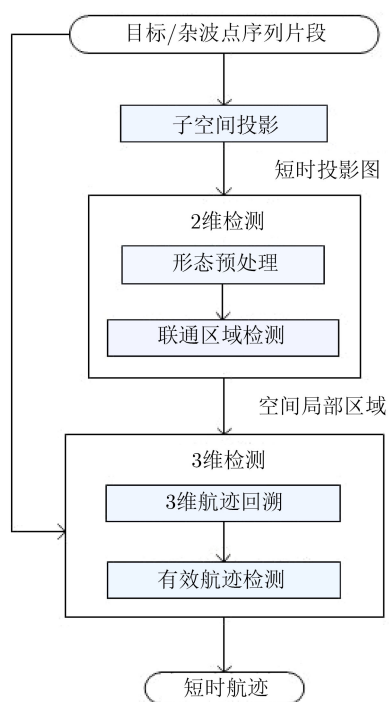 目标/杂波点序列片段
子空间投影
短时投影图
2维检测
形态预处理
联通区域检测
空间局部区域
3维检测
3维航迹回溯
有效航迹检测
短时航迹